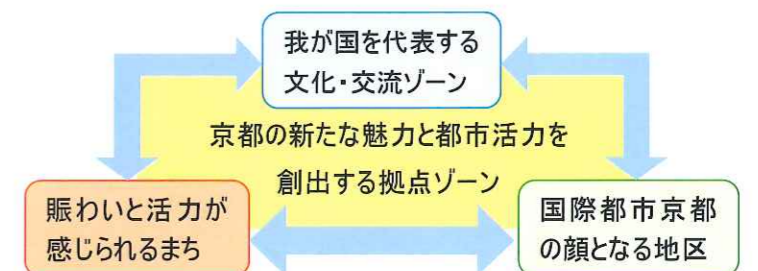 我が国を代表する
文化・交流ゾーン
京都の新たな魅力と都市活力を
創出する拠点ゾーン
賑わいと活力が
感じられるまち
国際都市京都
の顔となる地区